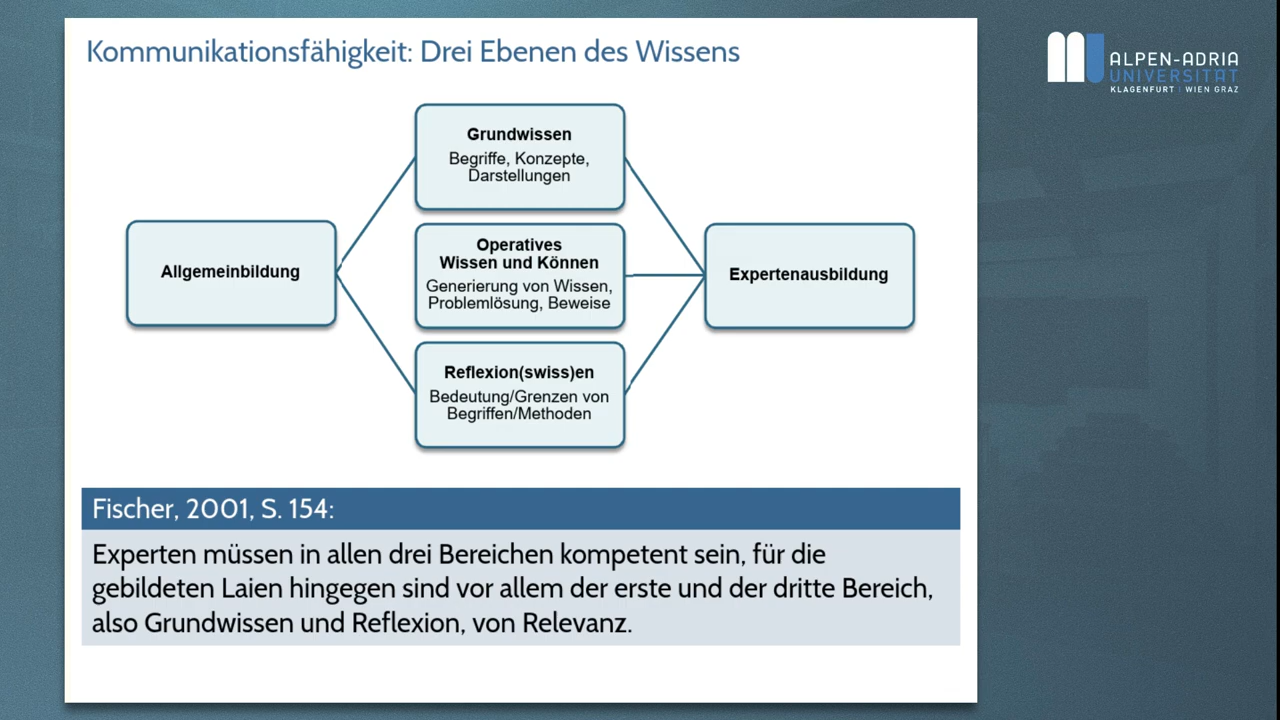 Kommunikationsfähigkeit: Drei Ebenen des Wissens
ALPEN-ADRIA
UNIVERSITÄT
KLAGENFURT | WIEN GRAZ
Grundwissen
Begriffe, Konzepte,
Darstellungen
Allgemeinbildung
Operatives
Wissen und Können
Generierung von Wissen,
Problemlösung, Beweise
Expertenausbildung
Reflexion(swiss)en
Bedeutung/Grenzen von
Begriffen/Methoden
Fischer, 2001, S. 154:
Experten müssen in allen drei Bereichen kompetent sein, für die
gebildeten Laien hingegen sind vor allem der erste und der dritte Bereich,
also Grundwissen und Reflexion, von Relevanz.